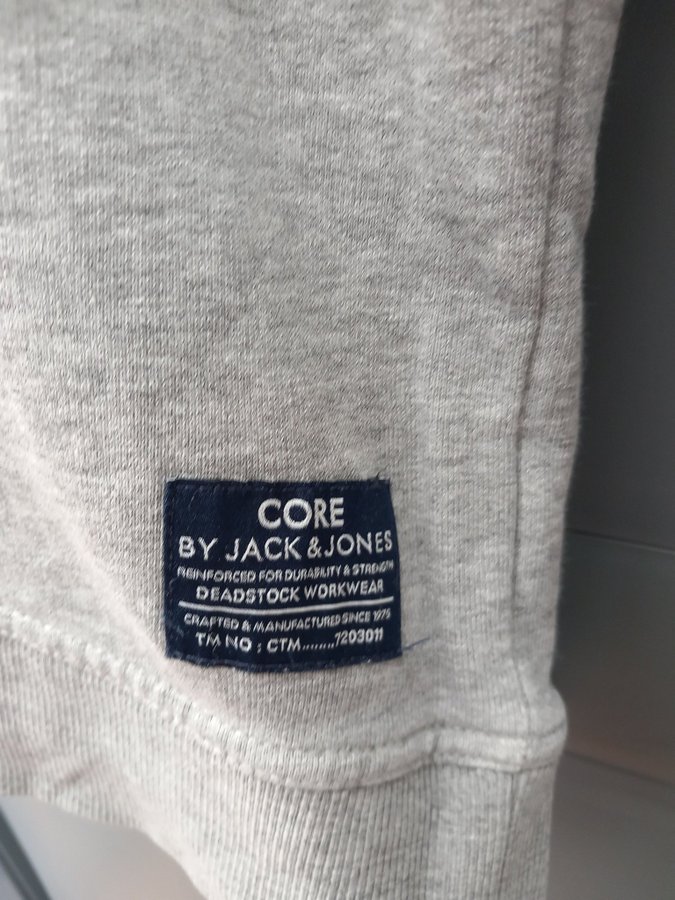 CORE
BY JACK & JONES
REINFORCED FOR DURABILITY & STRENGTH
DEADSTOCK WORKWEAR
CRAFTED & MANUFACTURED SINCE 1975
TM NO : CTM........7203011